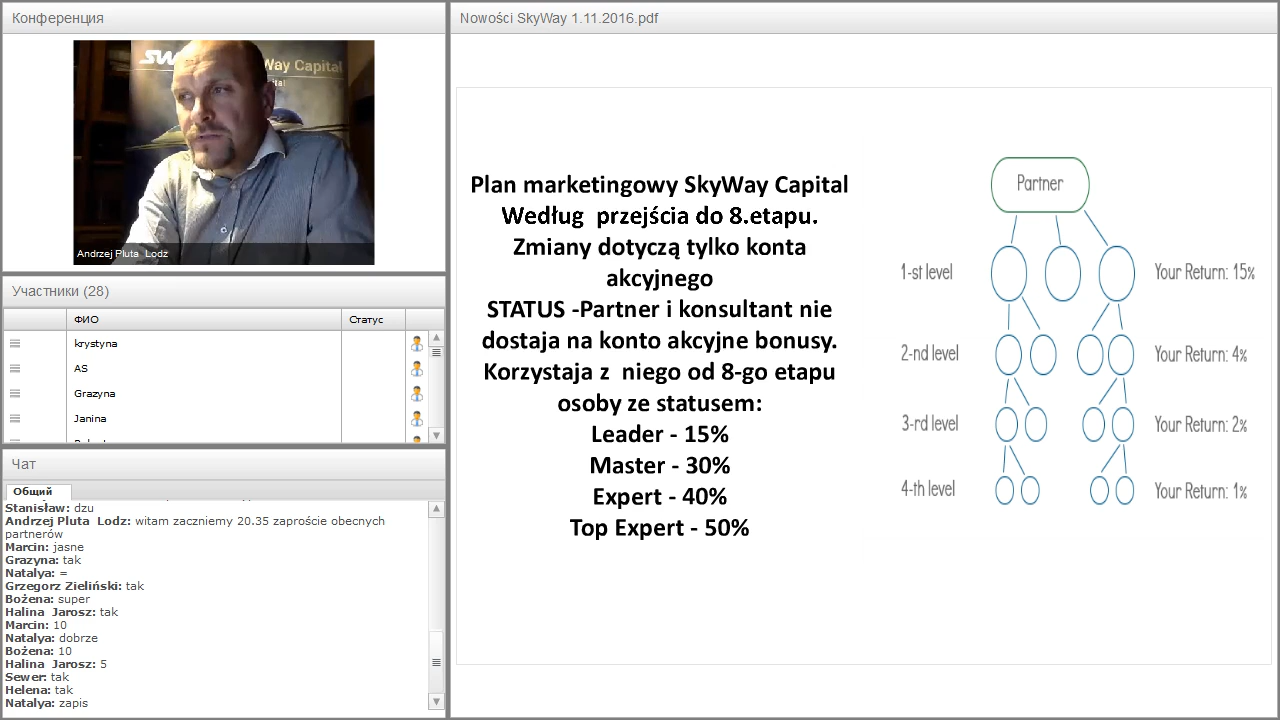 Конференция
SW
Way Capital
ital
Andrzej Pluta Lodz
Участники (28)
ФИО
Статус
krystyna
AS
Grazyna
Janina
Чат
Общий
Stanisław: dzu
Andrzej Pluta Lodz: witam zaczniemy 20.35 zaproście obecnych
partnerów
Marcin: jasne
Grazyna: tak
Natalya: =
Grzegorz Zieliński: tak
Bożena: super
Halina Jarosz: tak
Marcin: 10
Natalya: dobrze
Bożena: 10
Halina Jarosz: 5
Sewer: tak
Helena: tak
Natalya: zapis
Nowości SkyWay 1.11.2016.pdf
Plan marketingowy SkyWay Capital
Według przejścia do 8.etapu.
Zmiany dotyczą tylko konta
akcyjnego
STATUS -Partner i konsultant nie
dostaja na konto akcyjne bonusy.
Korzystaja z niego od 8-go etapu
osoby ze statusem:
Leader - 15%
Master - 30%
Expert - 40%
Top Expert - 50%
Partner
1-st level
Your Return: 15%
2-nd level
Your Return: 4%
3-rd level
Your Return: 2%
4-th level
Your Return: 1%